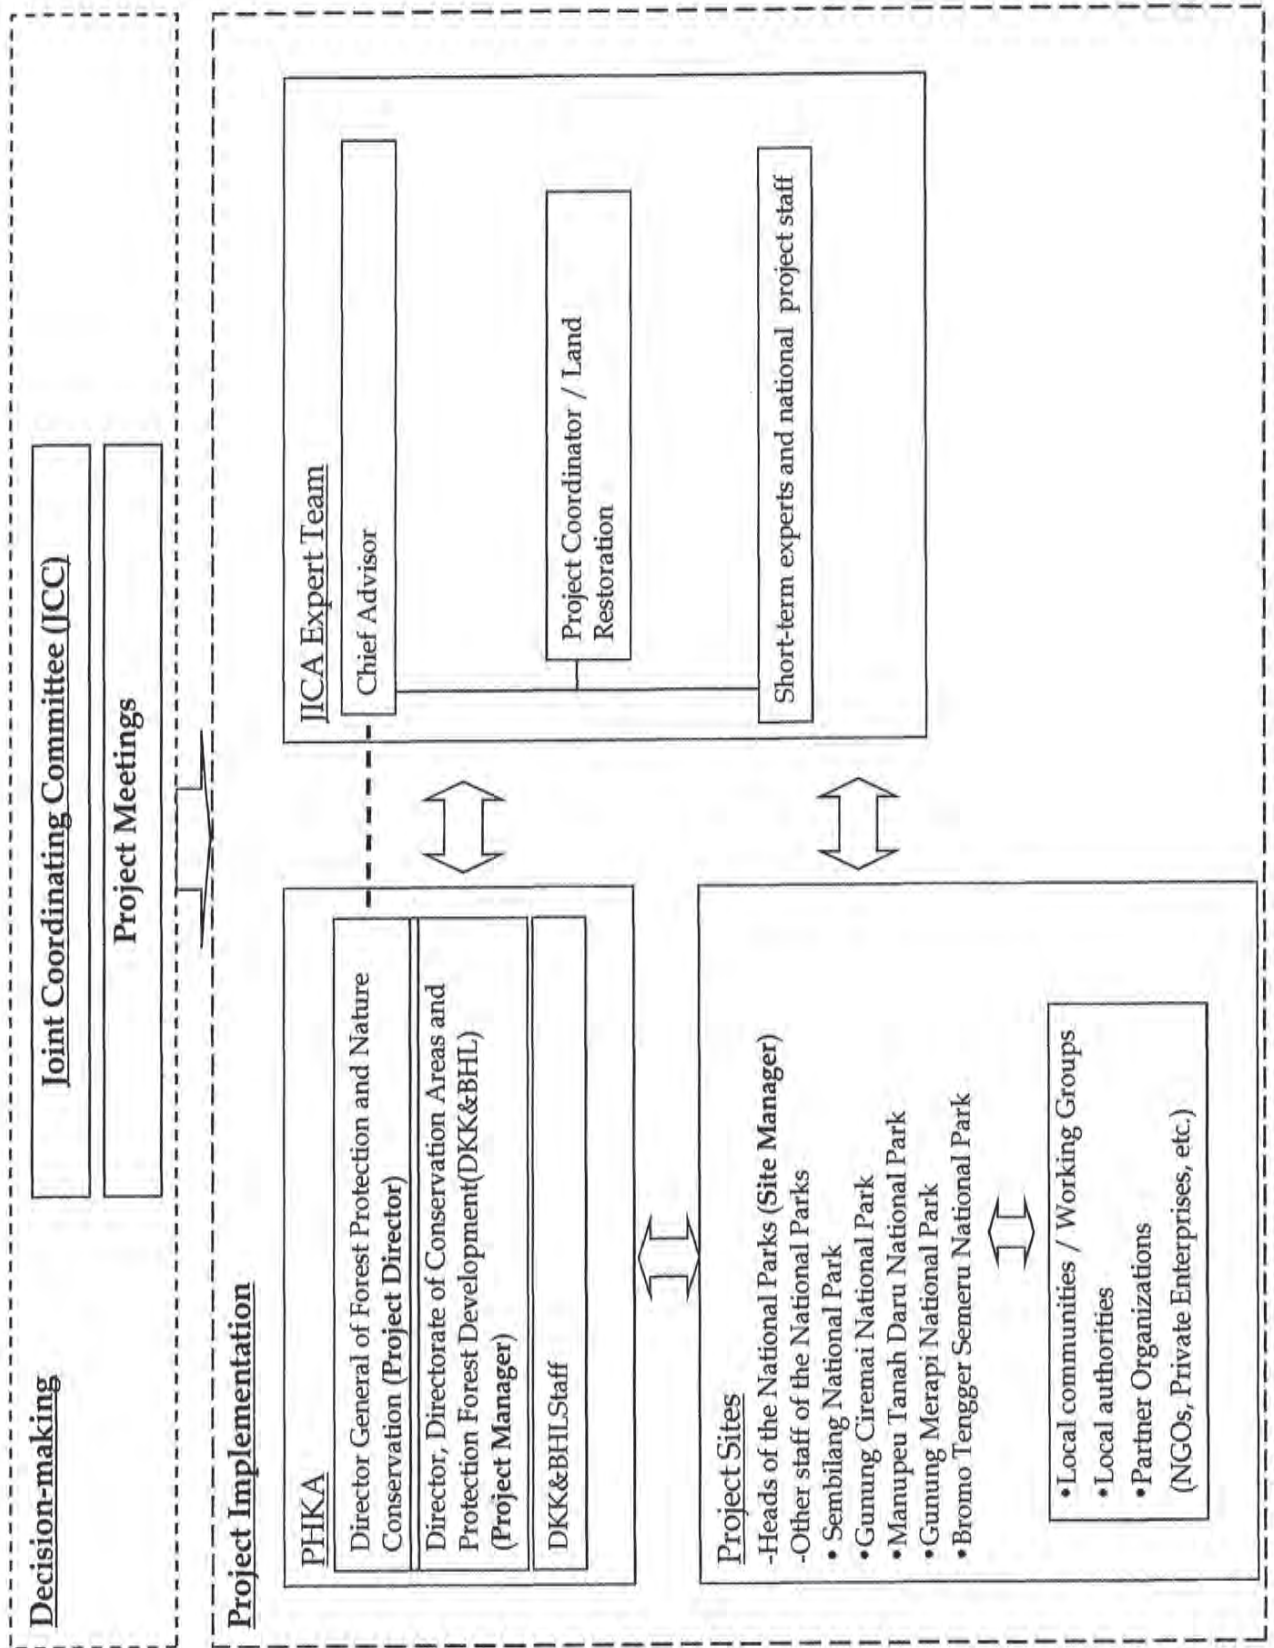 Decision-making
Joint Coordinating Committee (JCC)
Project Meetings
Project Implementation
PHKA
Director General of Forest Protection and Nature
Conservation (Project Director)
Director, Directorate of Conservation Areas and
Protection Forest Development(DKK&BHL)
(Project Manager)
DKK&BHLStaff
JICA Expert Team
Chief Advisor
Project Coordinator / Land
Restoration
Short-term experts and national project staff
Project Sites
-Heads of the National Parks (Site Manager)
-Other staff of the National Parks
• Sembilang National Park
•Gunung Ciremai National Park
•Manupeu Tanah Daru National Park
•Gunung Merapi National Park
•Bromo Tengger Semeru National Park
•Local communities / Working Groups
•Local authorities
•Partner Organizations
(NGOs, Private Enterprises, etc.)